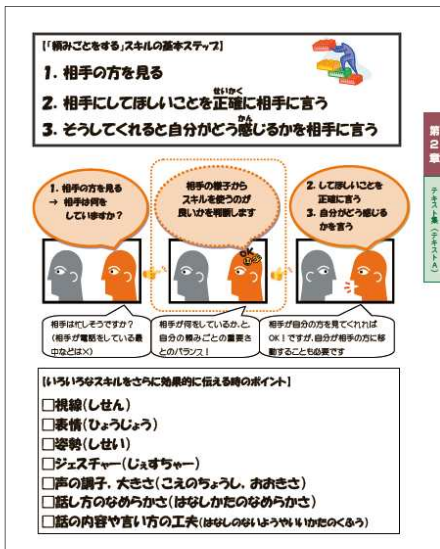 【「頼みごとをする」スキルの基本ステップ】
1. 相手の方を見る
せいかく
2. 相手にしてほしいことを正確に相手に言う
かん
3. そうしてくれると自分がどう感じるかを相手に言う
第2章
テキスト集(テキストA)
1. 相手の方を見る
→ 相手は何を
していますか?
相手の様子から
スキルを使うのが
良いかを判断します
2. してほしいことを
正確に言う
3. 自分がどう感じる
かを言う
OK
相手は忙しそうですか?
(相手が電話をしている最
中などは×)
相手が何をしているか、と、
自分の頼みごとの重要さ
とのバランス!
相手が自分の方を見てくれれば
OK!ですが、自分が相手の方に移
動することも必要です
【いろいろなスキルをさらに効果的に伝える時のポイント】
□視線(しせん)
□表情(ひょうじょう)
□姿勢(しせい)
□ジェスチャー(じぇすちゃー)
□声の調子、大きさ(こえのちょうし、おおきさ)
□話し方のなめらかさ(はなしかたのなめらかさ)
□話の内容や言い方の工夫(はなしのないようやいいかたのくふう)